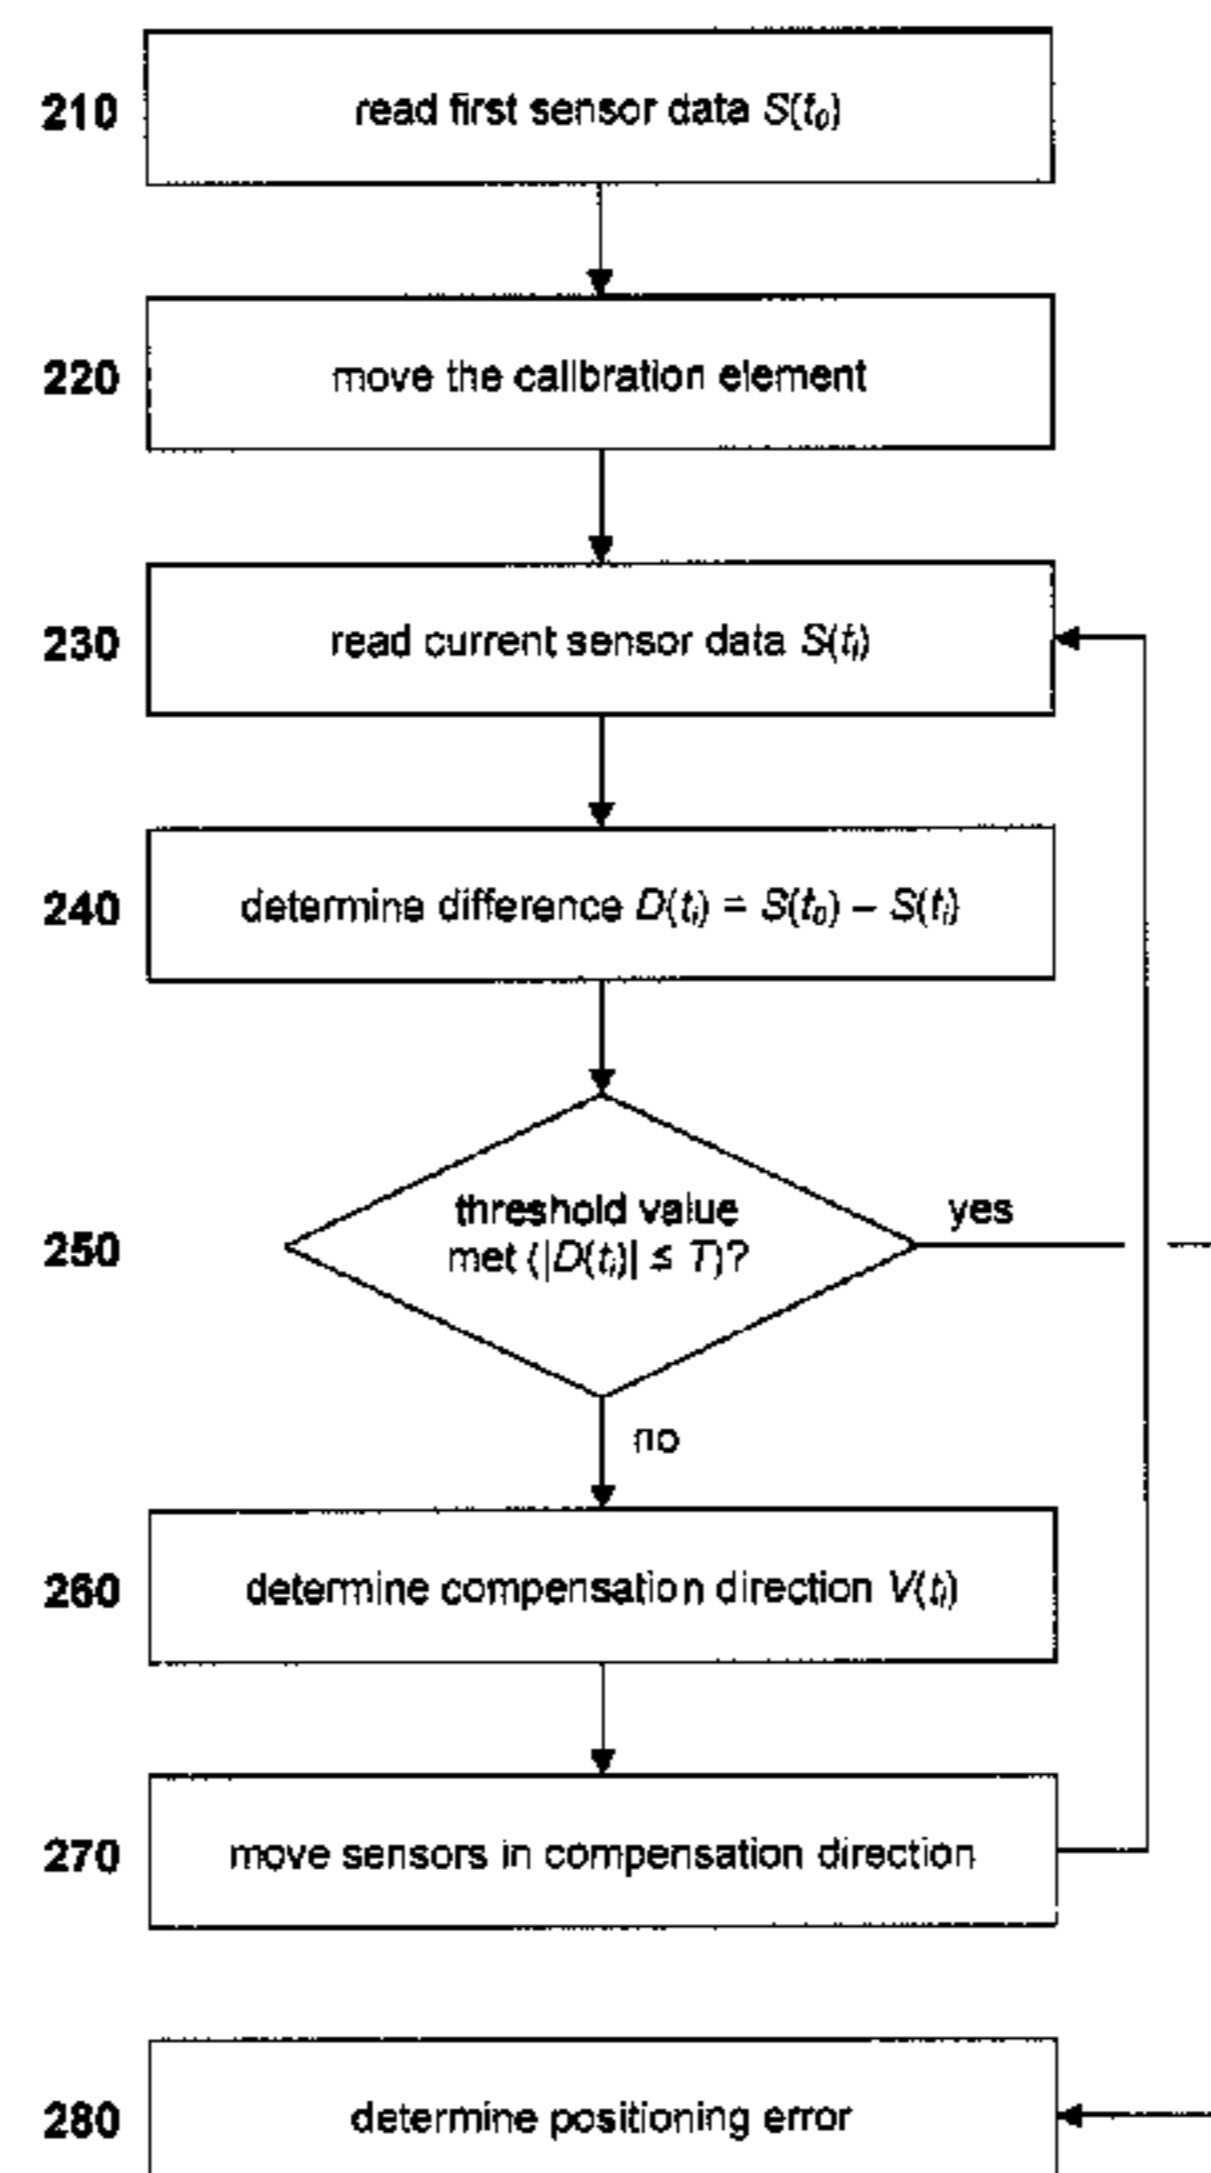 210 read first sensor data S(t₀)
220 move the calibration element
230 read current sensor data S(tᵢ)
240 determine difference D(tᵢ) = S(t₀) – S(tᵢ)
250 threshold value
met (|D(tᵢ)| ≤ T)?
yes
no
260 determine compensation direction V(tᵢ)
270 move sensors in compensation direction
280 determine positioning error